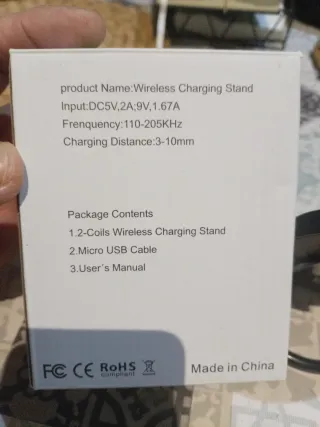 product Name:Wireless Charging Stand
Input:DC5V,2A;9V,1.67A
Frenquency:110-205KHz
Charging Distance:3-10mm
Package Contents
1.2-Coils Wireless Charging Stand
2.Micro USB Cable
3.User`s Manual
FC CE RoHS
compliant
Made in China